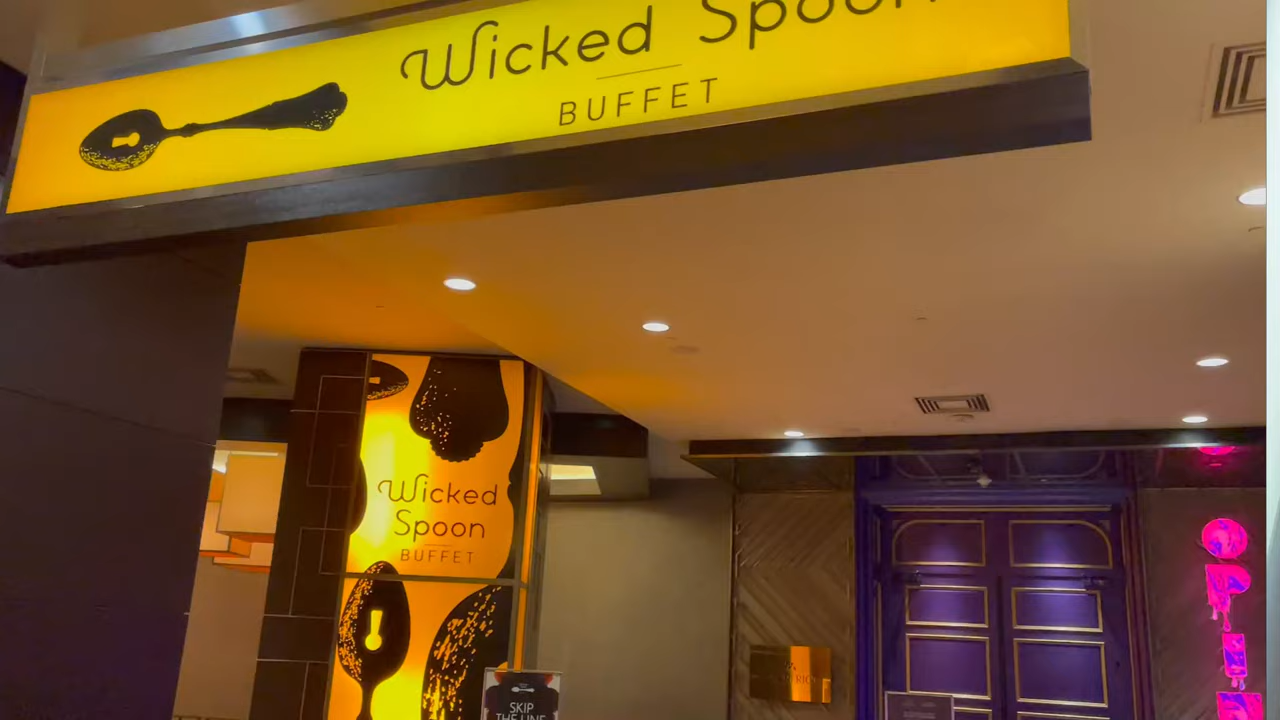 Wicked Spoon
BUFFET
Wicked
Spoon
BUFFET
SKIP
THE LINE